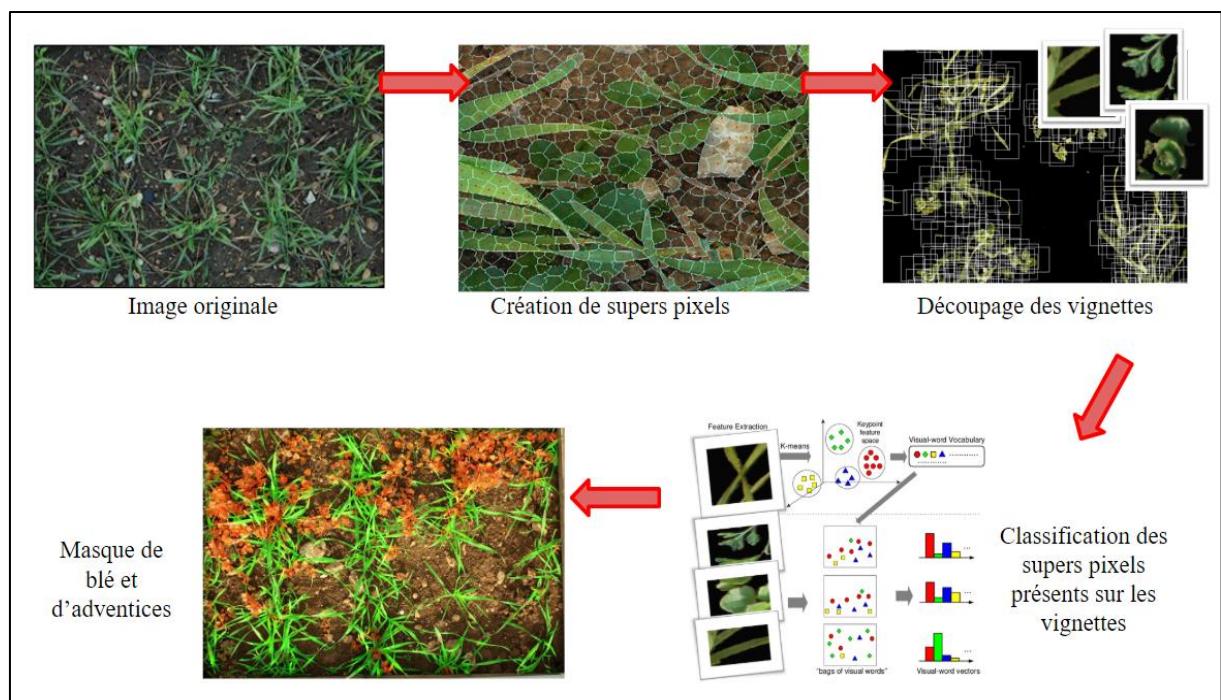 Image originale
Création de supers pixels
Découpage des vignettes
Feature Extraction
K-means
Keypoint
feature
space
Visual-word Vocabulary
"bags of visual words"
Visual-word vectors
Classification des
supers pixels
présents sur les
vignettes
Masque de
blé et
d'adventices